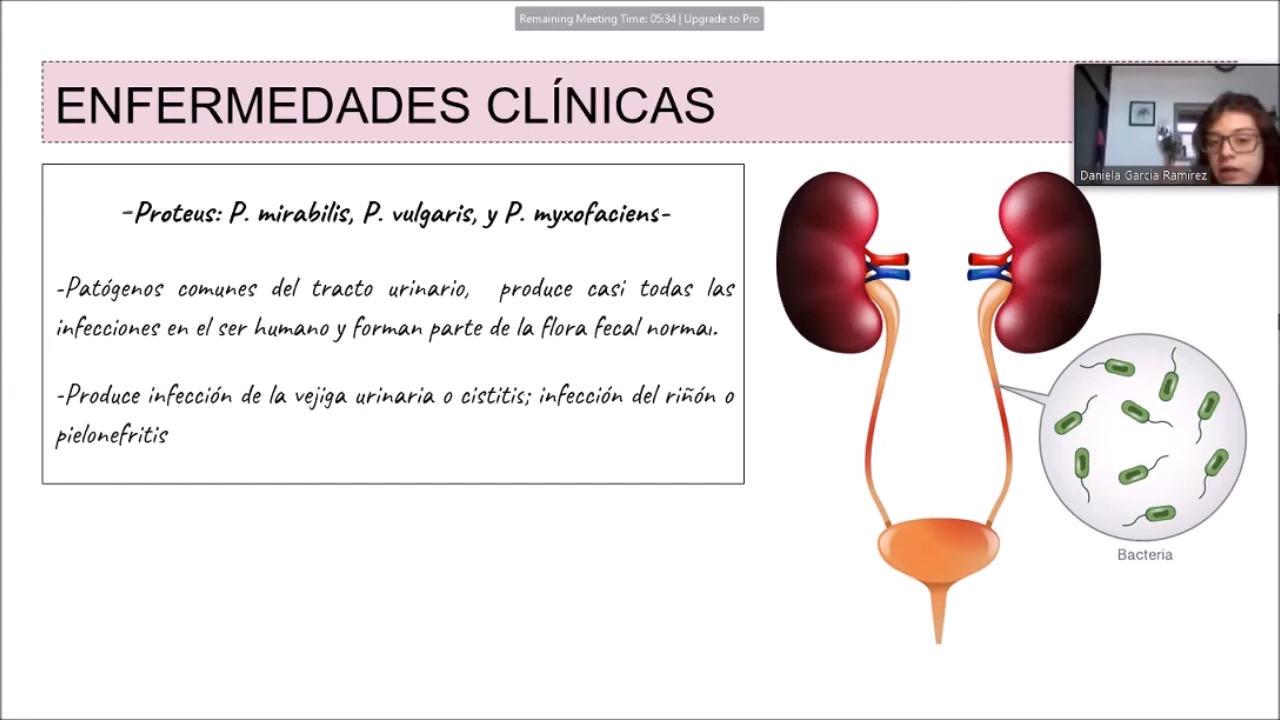 Remaining Meeting Time: 05:34 | Upgrade to Pro
ENFERMEDADES CLÍNICAS
Daniela Garcia Ramírez
-Proteus: P. mirabilis, P. vulgaris, y P. myxofaciens-
-Patógenos comunes del tracto urinario, produce casi todas las
infecciones en el ser humano y forman parte de la flora fecal normal.
-Produce infección de la vejiga urinaria o cistitis; infección del riñón o
pielonefritis
Bacteria